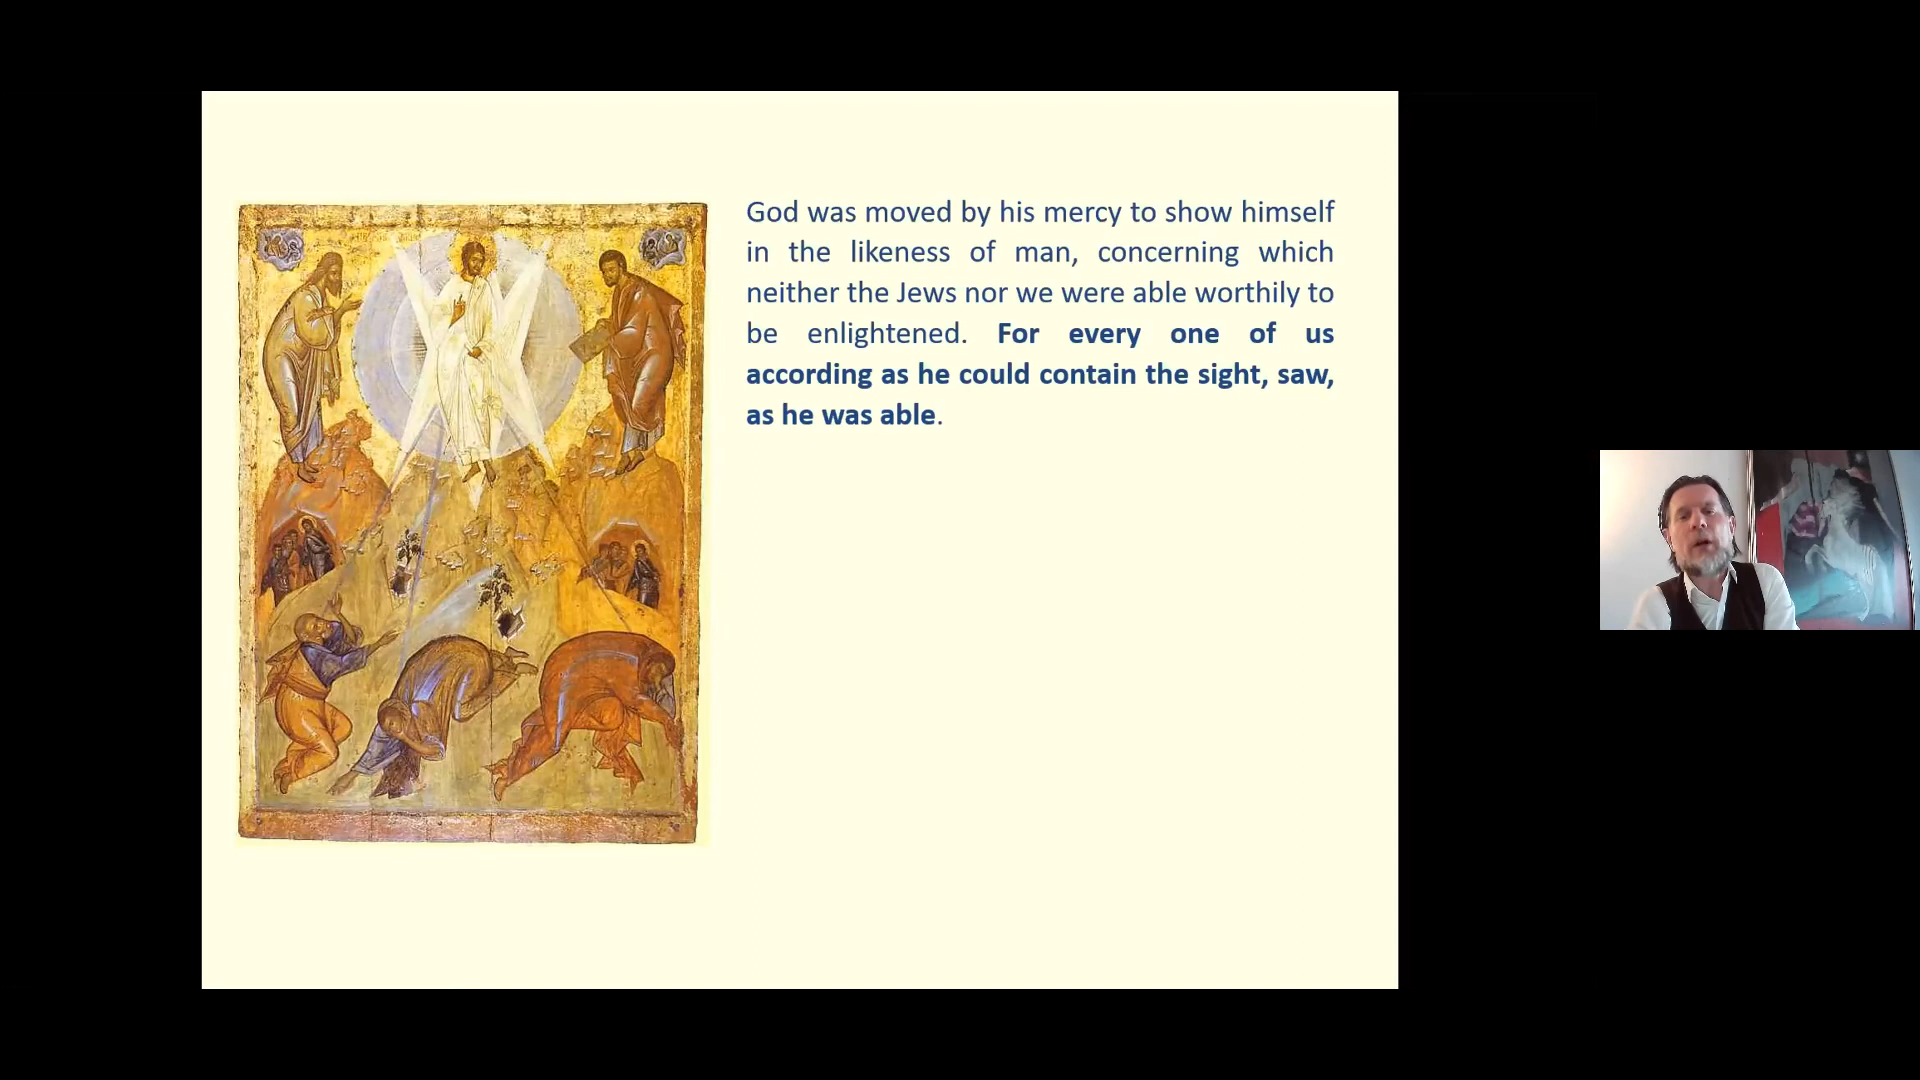 God was moved by his mercy to show himself
in the likeness of man, concerning which
neither the Jews nor we were able worthily to
be enlightened. For every one of us
according as he could contain the sight, saw,
as he was able.